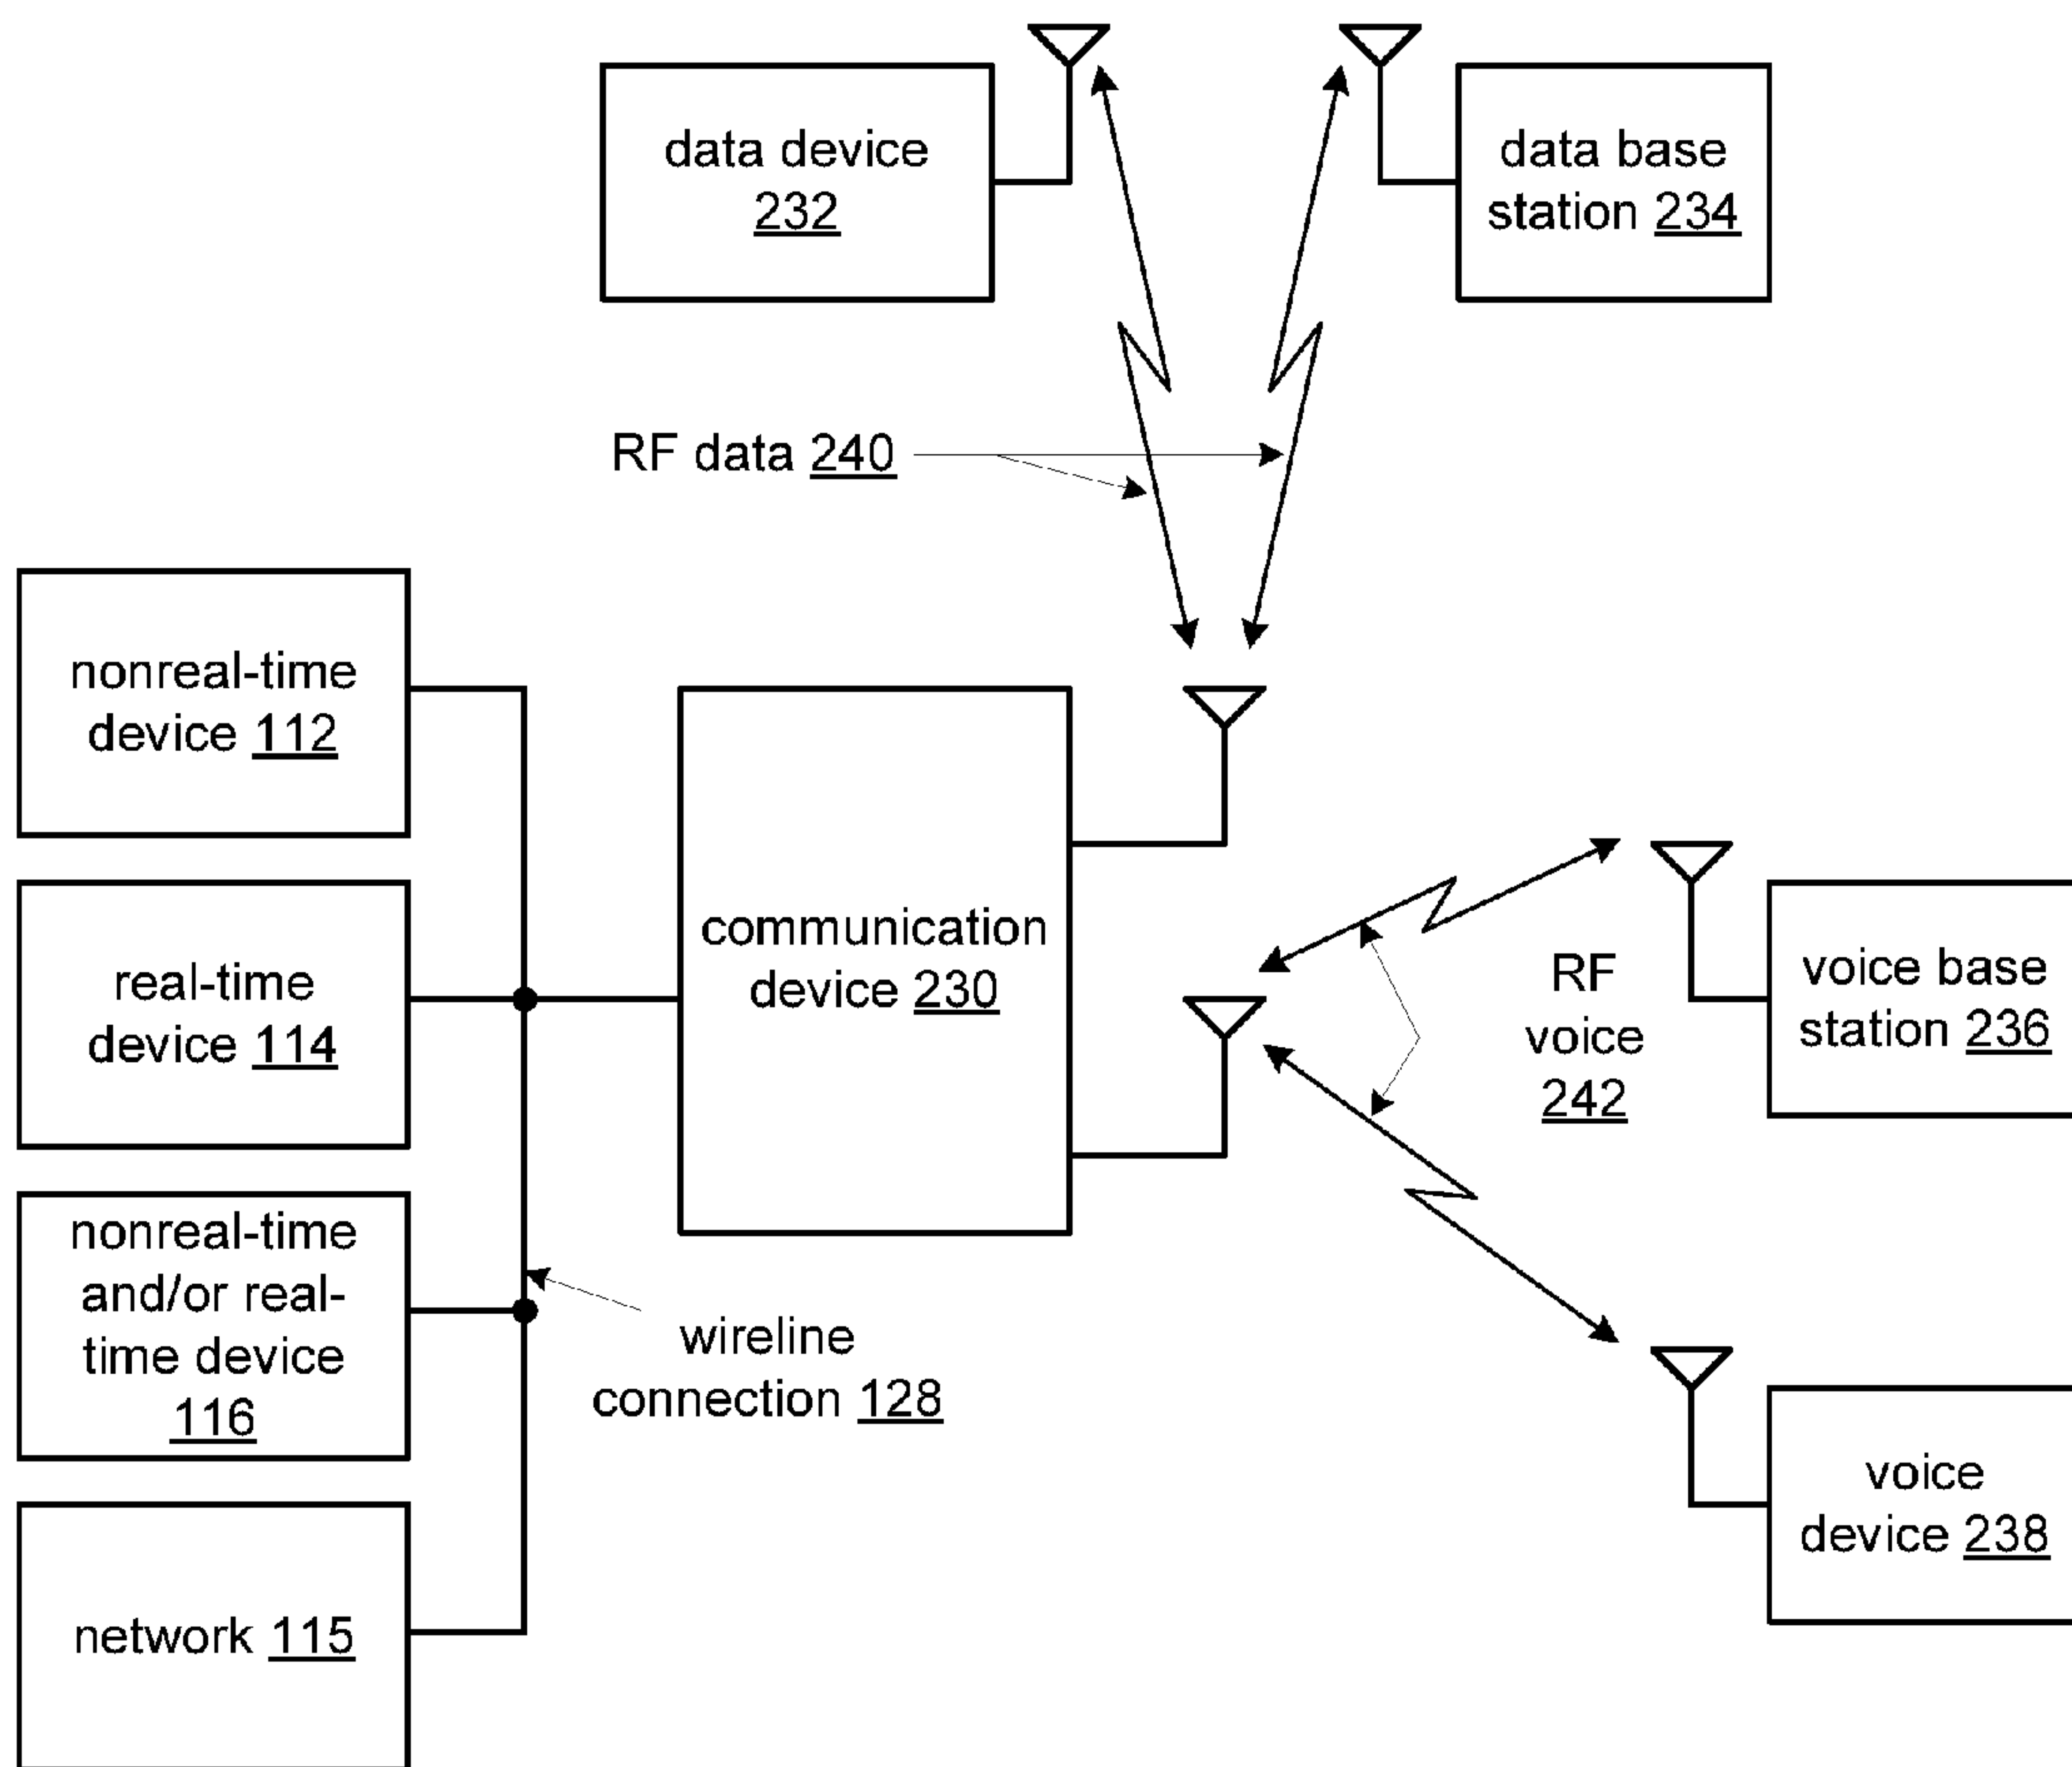 data device
232
data base
station 234
RF data 240
nonreal-time
device 112
communication
device 230
real-time
device 114
RF
voice
242
voice base
station 236
nonreal-time
and/or real-
time device
116
wireline
connection 128
voice
device 238
network 115